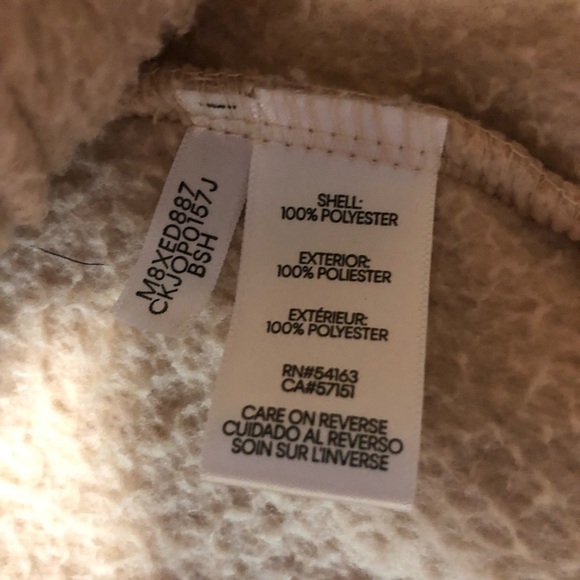 M8XED887
CKJOP0157J
BSH
SHELL:
100% POLYESTER
EXTERIOR:
100% POLIESTER
EXTÉRIEUR:
100% POLYESTER
RN#54163
CA#57151
CARE ON REVERSE
CUIDADO AL REVERSO
SOIN SUR L'INVERSE